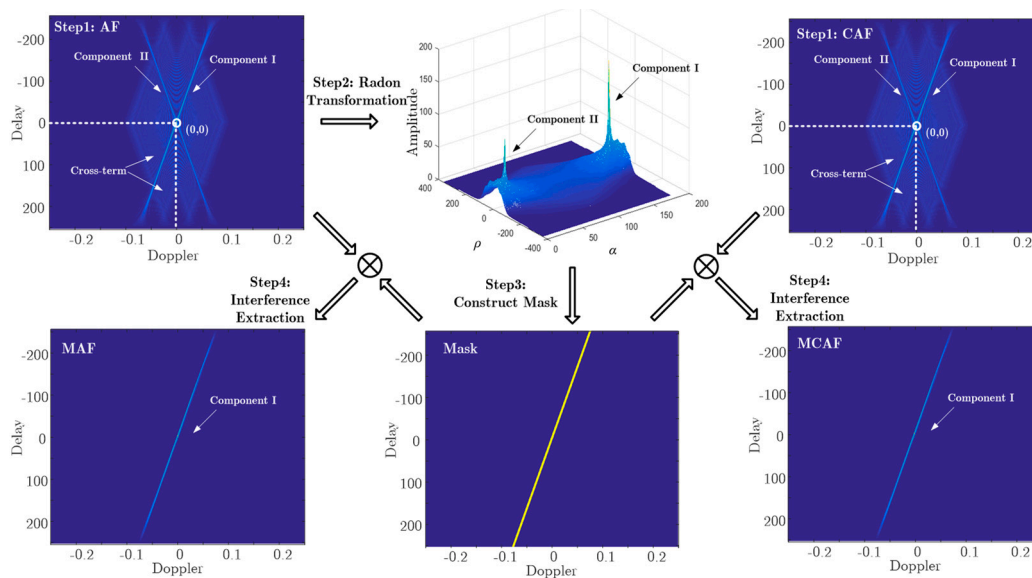 Step1: AF
Component II
Component I
(0,0)
Cross-term
Delay
-200
-100
0
100
200
-0.2
-0.1
0
0.1
0.2
Doppler
Step2: Radon
Transformation
Amplitude
200
150
100
50
0
400
200
0
-200
-400
ρ
0
50
100
150
200
α
Component I
Component II
Step1: CAF
Component II
Component I
(0,0)
Cross-term
Delay
-200
-100
0
100
200
-0.2
-0.1
0
0.1
0.2
Doppler
Step4:
Interference
Extraction
Step3:
Construct Mask
Step4:
Interference
Extraction
MAF
Component I
Delay
-200
-100
0
100
200
-0.2
-0.1
0
0.1
0.2
Doppler
Mask
Delay
-200
-100
0
100
200
-0.2
-0.1
0
0.1
0.2
Doppler
MCAF
Component I
Delay
-200
-100
0
100
200
-0.2
-0.1
0
0.1
0.2
Doppler